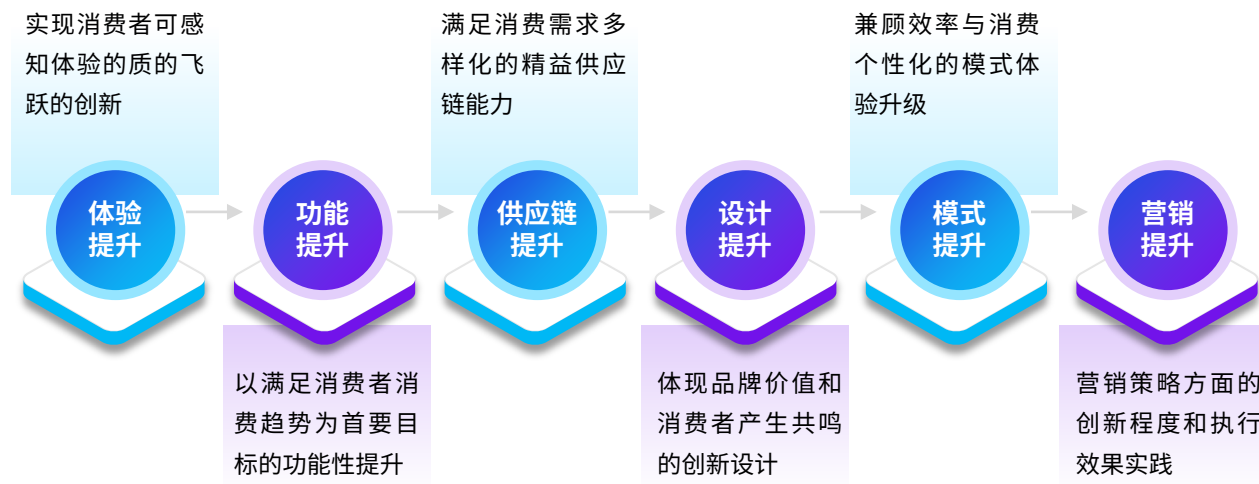 实现消费者可感
知体验的质的飞
跃的创新
满足消费需求多
样化的精益供应
链能力
兼顾效率与消费
个性化的模式体
验升级
体验
提升
功能
提升
供应链
提升
设计
提升
模式
提升
营销
提升
以满足消费者消
费趋势为首要目
标的功能性提升
体现品牌价值和
消费者产生共鸣
的创新设计
营销策略方面的
创新程度和执行
效果实践